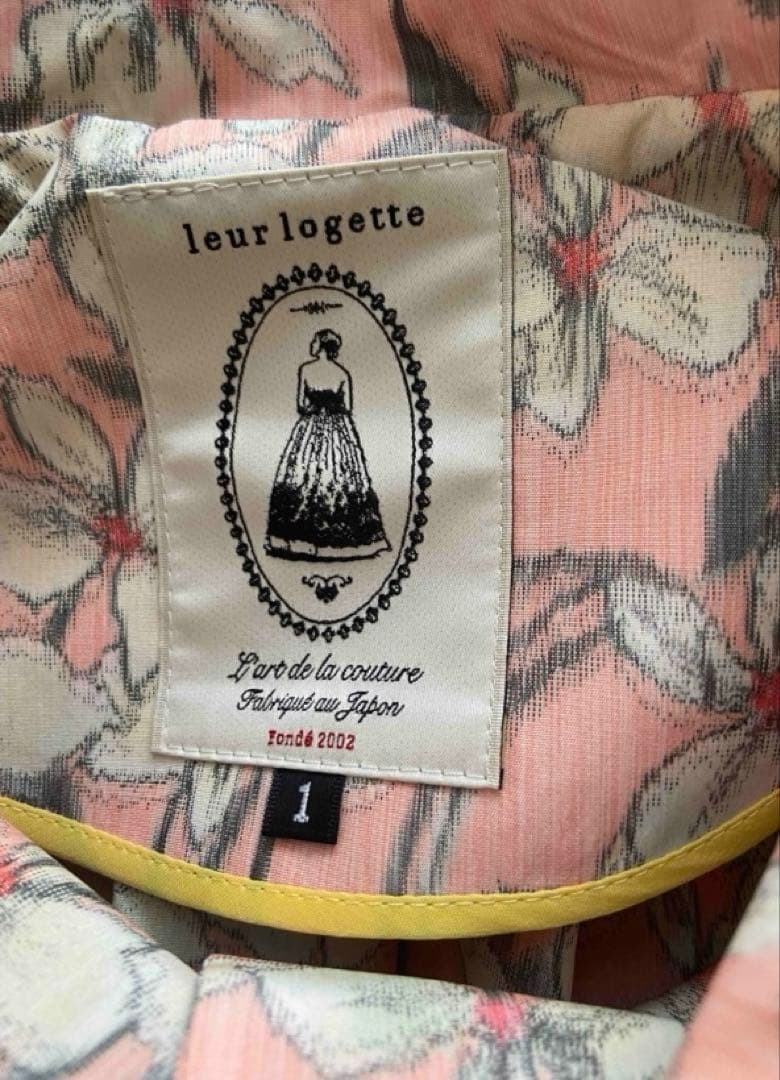 leur logette
L'art de la couture
Fabriqué au Japon
Fondé 2002
1